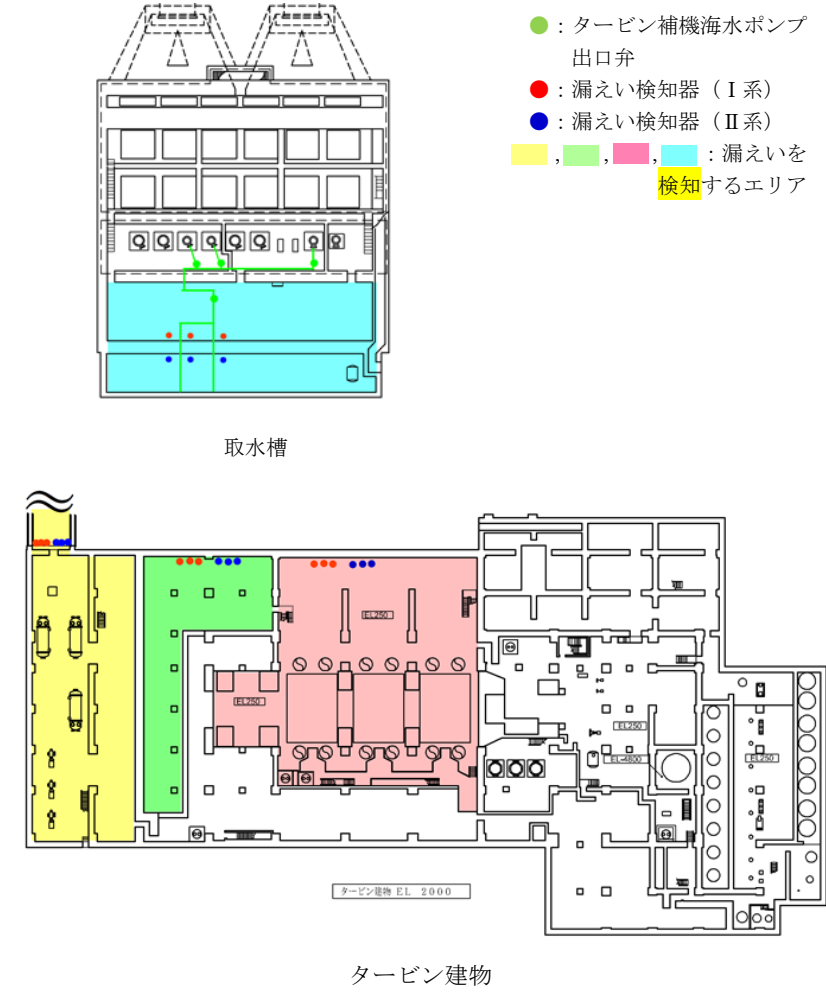 ：タービン補機海水ポンプ
出口弁
：漏えい検知器（Ⅰ系）
：漏えい検知器（Ⅱ系）
, , , ：漏えいを
検知するエリア
取水槽
EL250
EL250
EL250
EL250
EL-4800
タービン建物 EL 2000
タービン建物